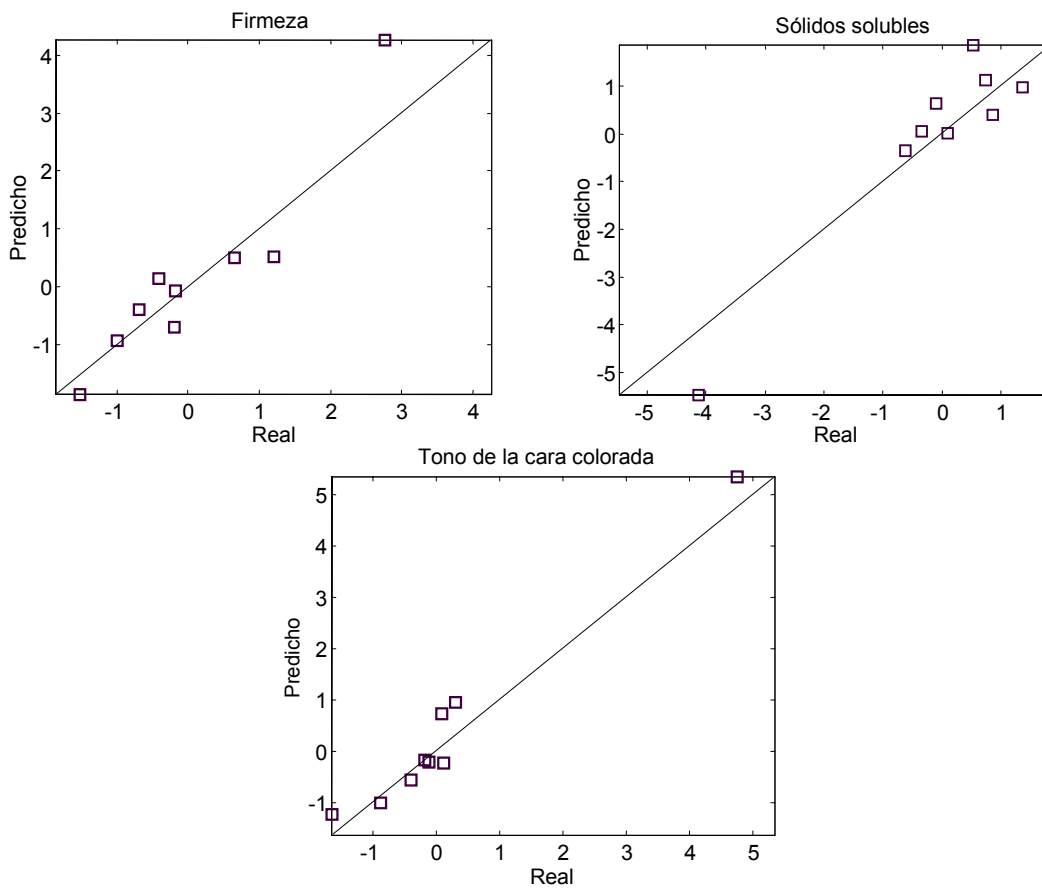 Firmeza
4
3
2
1
0
-1
-1 0 1 2 3 4
Predicho
Real
Sólidos solubles
1
0
-1
-2
-3
-4
-5
-5 -4 -3 -2 -1 0 1
Predicho
Real
Tono de la cara colorada
5
4
3
2
1
0
-1
-1 0 1 2 3 4 5
Predicho
Real